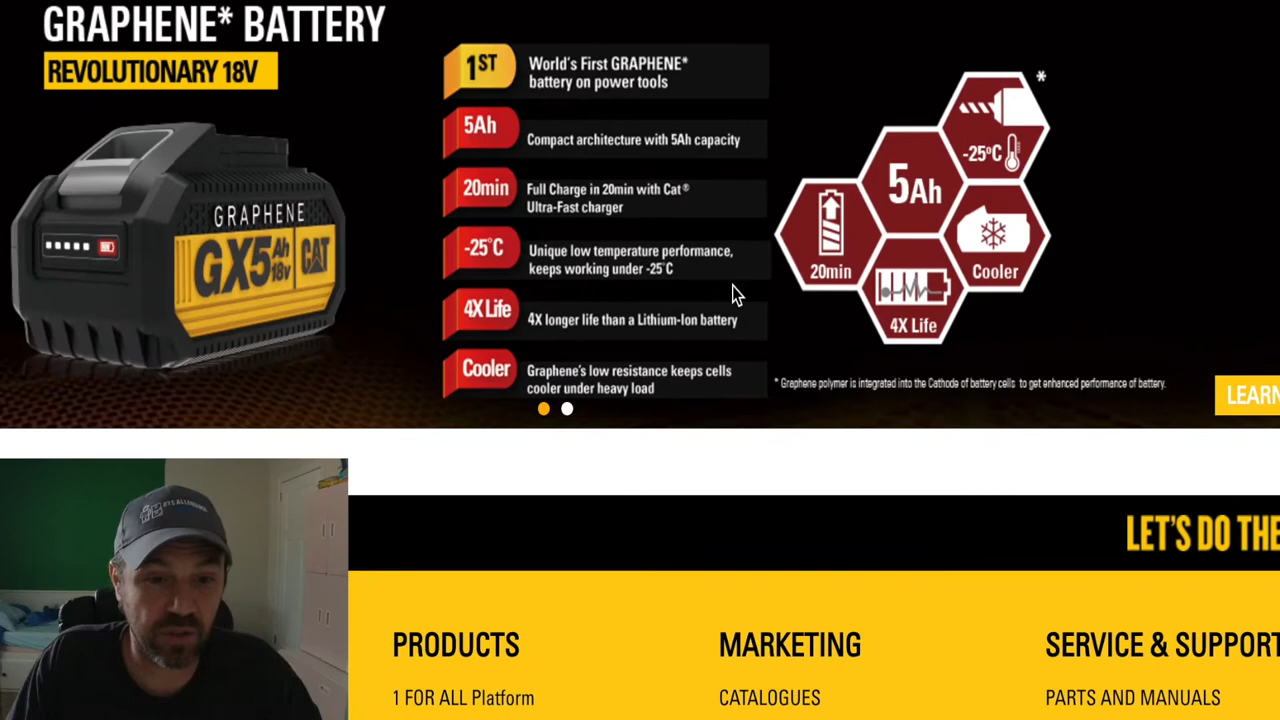 GRAPHENE* BATTERY
REVOLUTIONARY 18V
GRAPHENE
GX5Ah 18V
CAT
1ST
World's First GRAPHENE*
battery on power tools
5Ah
Compact architecture with 5Ah capacity
20min
Full Charge in 20min with Cat®
Ultra-Fast charger
-25°C
Unique low temperature performance,
keeps working under -25°C
4X Life
4X longer life than a Lithium-Ion battery
Cooler
Graphene's low resistance keeps cells
cooler under heavy load
*
-25°C
5Ah
20min
Cooler
4X Life
* Graphene polymer is integrated into the Cathode of battery cells to get enhanced performance of battery.
LEARN
LET'S DO THE
PRODUCTS
MARKETING
SERVICE & SUPPORT
1 FOR ALL Platform
CATALOGUES
PARTS AND MANUALS